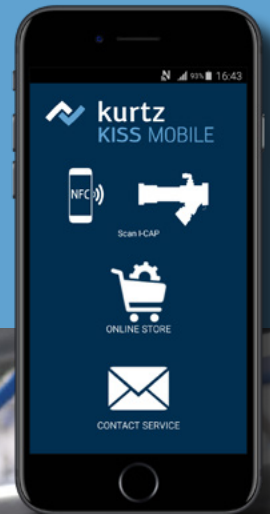 N 93% 16:43
kurtz
KISS MOBILE
NFC
Scan I-CAP
ONLINE STORE
CONTACT SERVICE